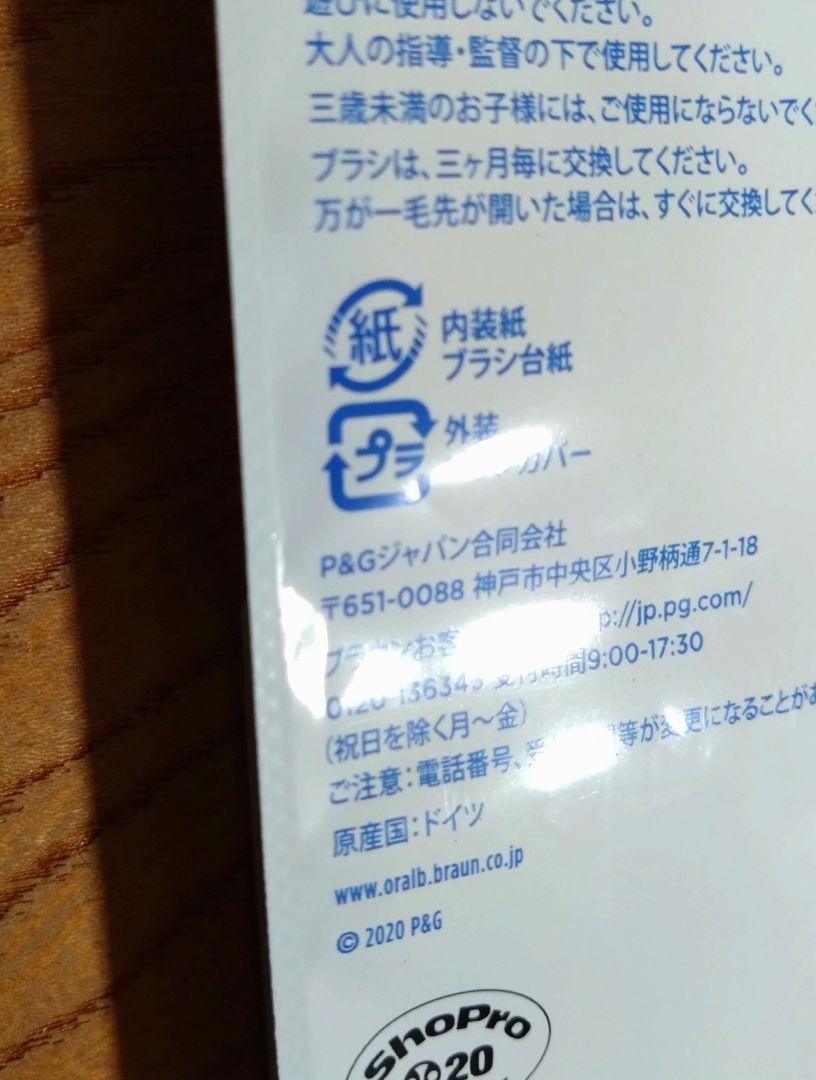 遊びに使用しないでください。
大人の指導・監督の下で使用してください。
三歳未満のお子様には、ご使用にならないで
ブラシは、三ヶ月毎に交換してください。
万が一毛先が開いた場合は、すぐに交換して
紙
内装紙
ブラシ台紙
プラ
外装
カバー
P&Gジャパン合同会社
〒651-0088 神戸市中央区小野柄通7-1-18
ブラウンお客 p://jp.pg.com/
0120-136343 受付時間9:00-17:30
(祝日を除く月～金)
ご注意：電話番号、受 等が変更になることが
原産国：ドイツ
www.oralb.braun.co.jp
© 2020 P&G
ShoPro
20